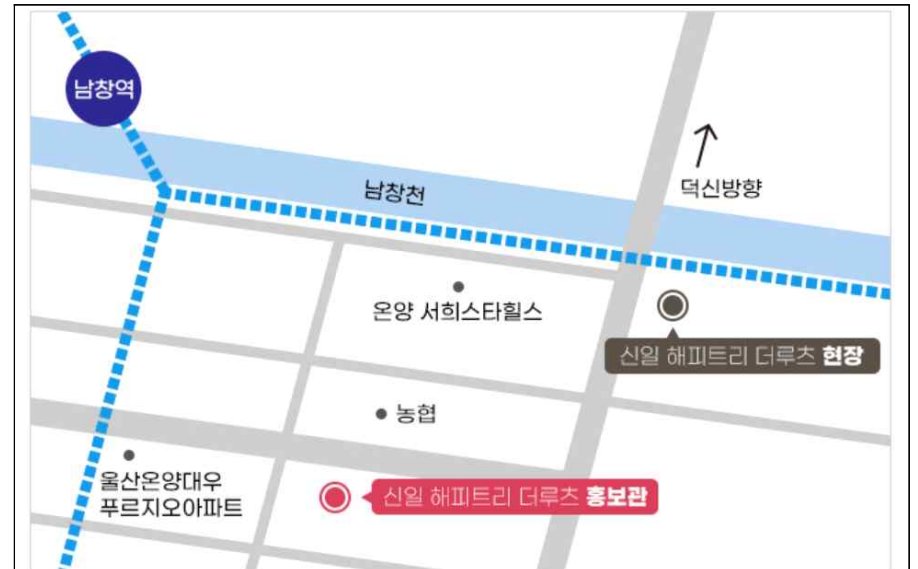 남창역
남창천
덕신방향
온양 서희스타힐스
신일 해피트리 더루츠 현장
농협
울산온양대우
푸르지오아파트
신일 해피트리 더루츠 홍보관